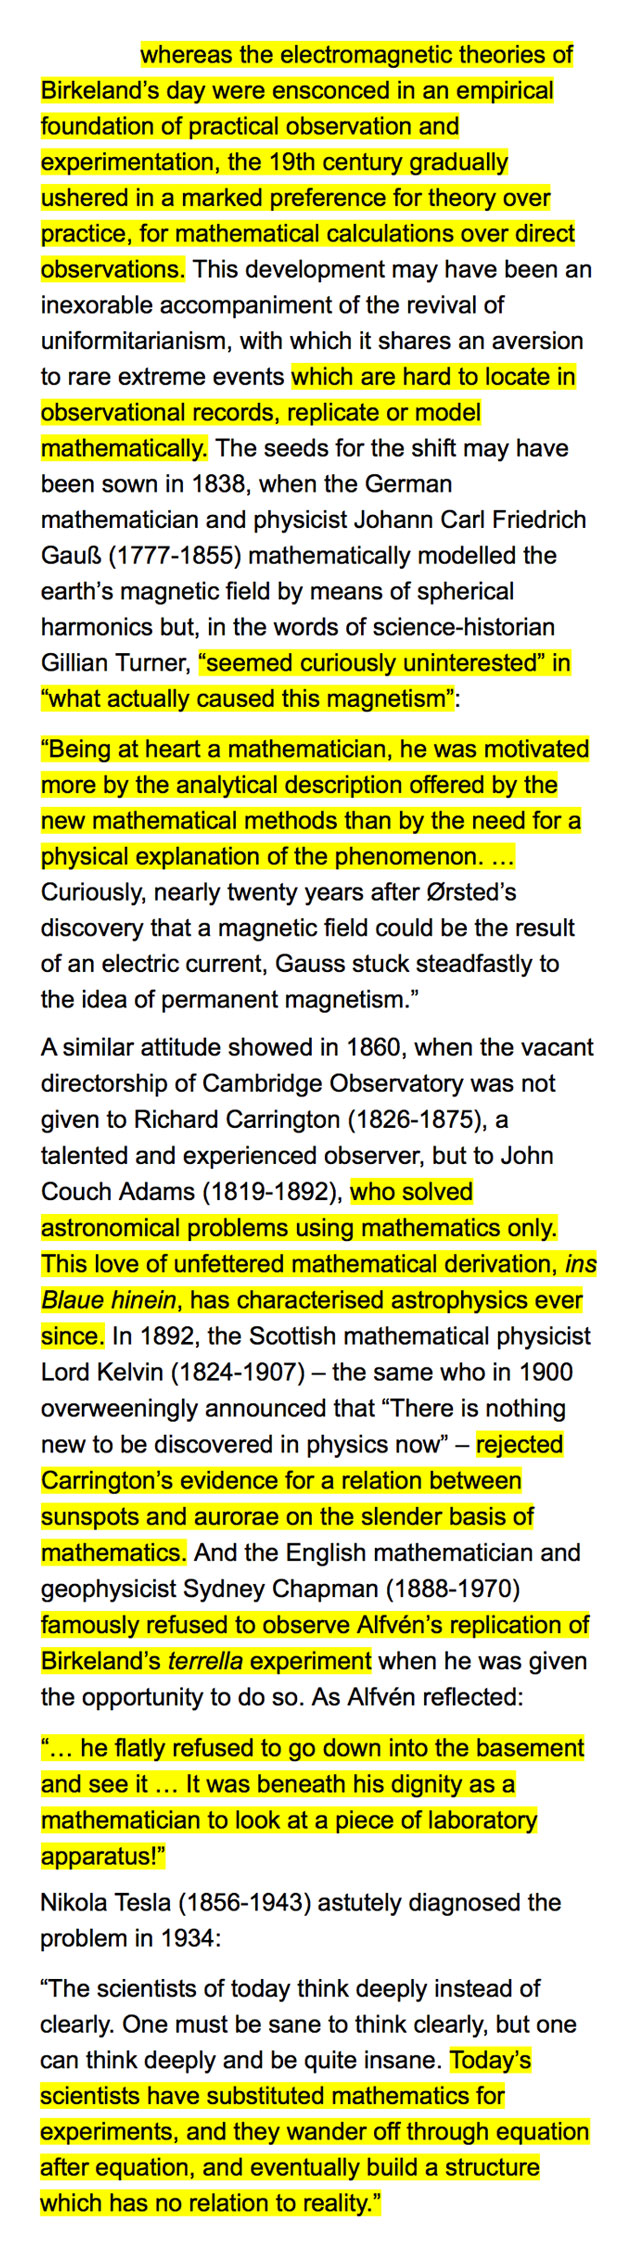 whereas the electromagnetic theories of
Birkeland’s day were ensconced in an empirical
foundation of practical observation and
experimentation, the 19th century gradually
ushered in a marked preference for theory over
practice, for mathematical calculations over direct
observations. This development may have been an
inexorable accompaniment of the revival of
uniformitarianism, with which it shares an aversion
to rare extreme events which are hard to locate in
observational records, replicate or model
mathematically. The seeds for the shift may have
been sown in 1838, when the German
mathematician and physicist Johann Carl Friedrich
Gauß (1777-1855) mathematically modelled the
earth’s magnetic field by means of spherical
harmonics but, in the words of science-historian
Gillian Turner, “seemed curiously uninterested” in
“what actually caused this magnetism”:
“Being at heart a mathematician, he was motivated
more by the analytical description offered by the
new mathematical methods than by the need for a
physical explanation of the phenomenon. …
Curiously, nearly twenty years after Ørsted’s
discovery that a magnetic field could be the result
of an electric current, Gauss stuck steadfastly to
the idea of permanent magnetism.”
A similar attitude showed in 1860, when the vacant
directorship of Cambridge Observatory was not
given to Richard Carrington (1826-1875), a
talented and experienced observer, but to John
Couch Adams (1819-1892), who solved
astronomical problems using mathematics only.
This love of unfettered mathematical derivation, ins
Blaue hinein, has characterised astrophysics ever
since. In 1892, the Scottish mathematical physicist
Lord Kelvin (1824-1907) – the same who in 1900
overweeningly announced that “There is nothing
new to be discovered in physics now” – rejected
Carrington’s evidence for a relation between
sunspots and aurorae on the slender basis of
mathematics. And the English mathematician and
geophysicist Sydney Chapman (1888-1970)
famously refused to observe Alfvén’s replication of
Birkeland’s terrella experiment when he was given
the opportunity to do so. As Alfvén reflected:
“… he flatly refused to go down into the basement
and see it … It was beneath his dignity as a
mathematician to look at a piece of laboratory
apparatus!”
Nikola Tesla (1856-1943) astutely diagnosed the
problem in 1934:
“The scientists of today think deeply instead of
clearly. One must be sane to think clearly, but one
can think deeply and be quite insane. Today’s
scientists have substituted mathematics for
experiments, and they wander off through equation
after equation, and eventually build a structure
which has no relation to reality.”